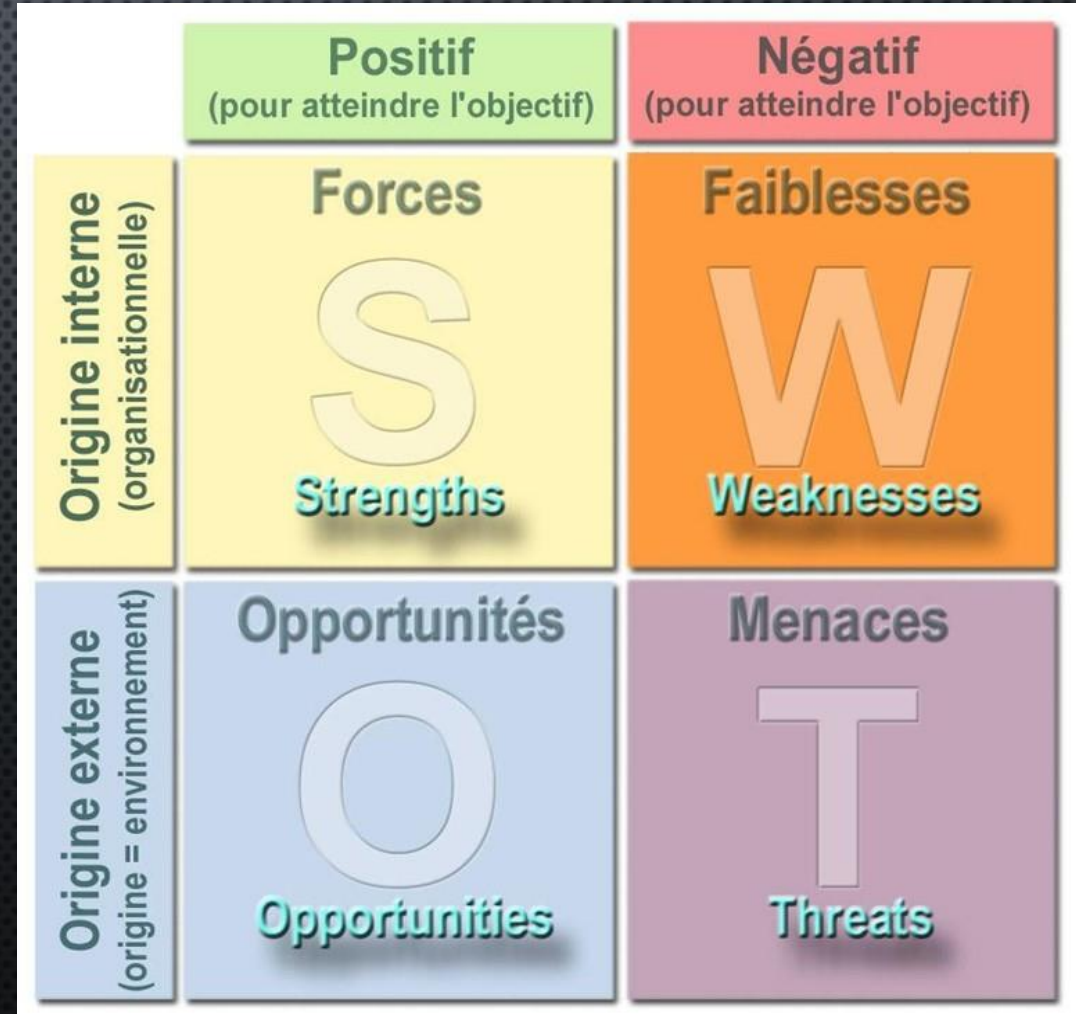 Positif
(pour atteindre l'objectif)
Négatif
(pour atteindre l'objectif)
Origine interne
(organisationnelle)
Forces
S
Strengths
Faiblesses
W
Weaknesses
Origine externe
(origine = environnement)
Opportunités
O
Opportunities
Menaces
T
Threats